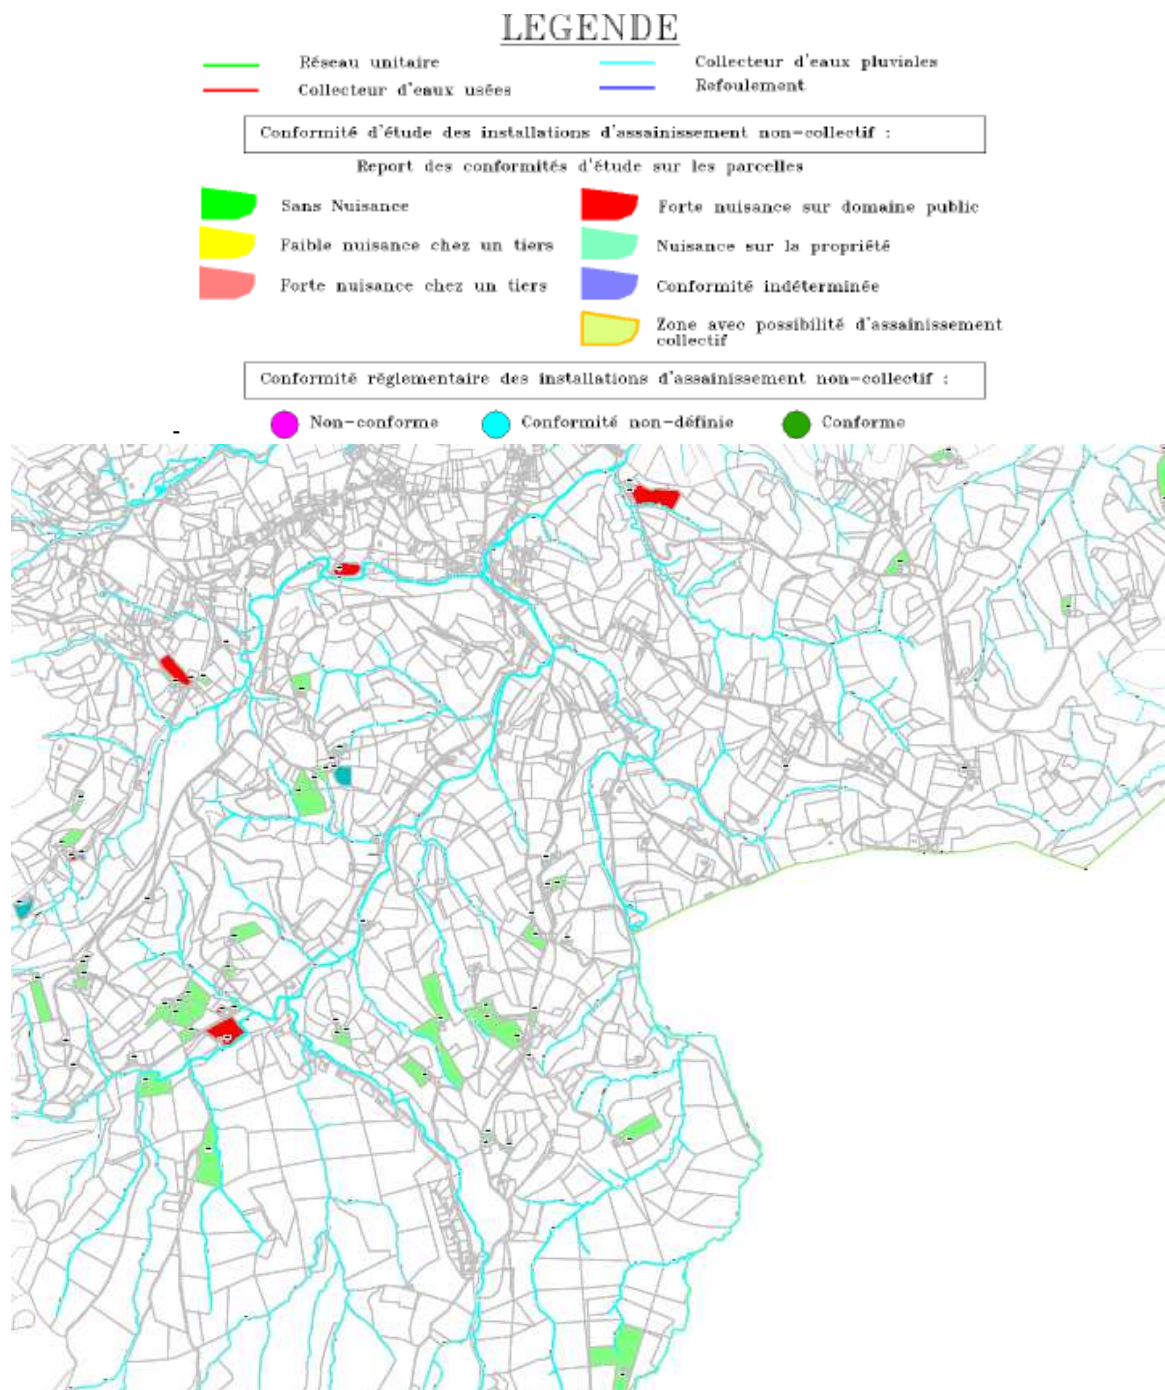 LEGENDE
Réseau unitaire
Collecteur d'eaux pluviales
Collecteur d'eaux usées
Refoulement
Conformité d'étude des installations d'assainissement non-collectif :
Report des conformités d'étude sur les parcelles
Sans Nuisance
Forte nuisance sur domaine public
Faible nuisance chez un tiers
Nuisance sur la propriété
Forte nuisance chez un tiers
Conformité indéterminée
Zone avec possibilité d'assainissement
collectif
Conformité réglementaire des installations d'assainissement non-collectif :
Non-conforme
Conformité non-définie
Conforme